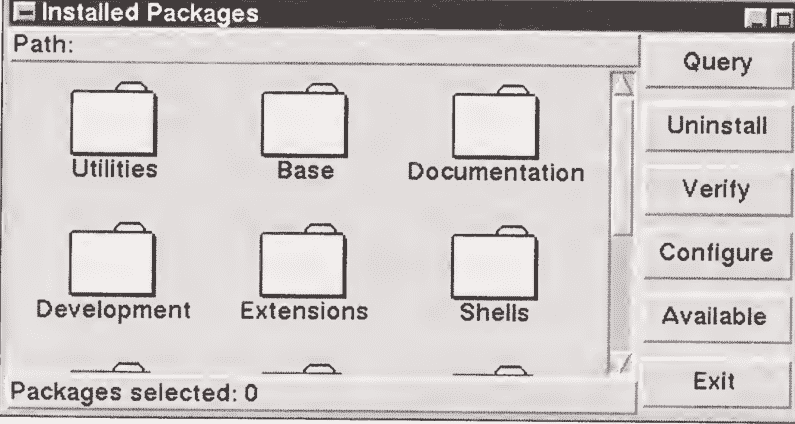 Installed Packages
Path:
Utilities
Base
Documentation
Development
Extensions
Shells
Packages selected: 0
Query
Uninstall
Verify
Configure
Available
Exit